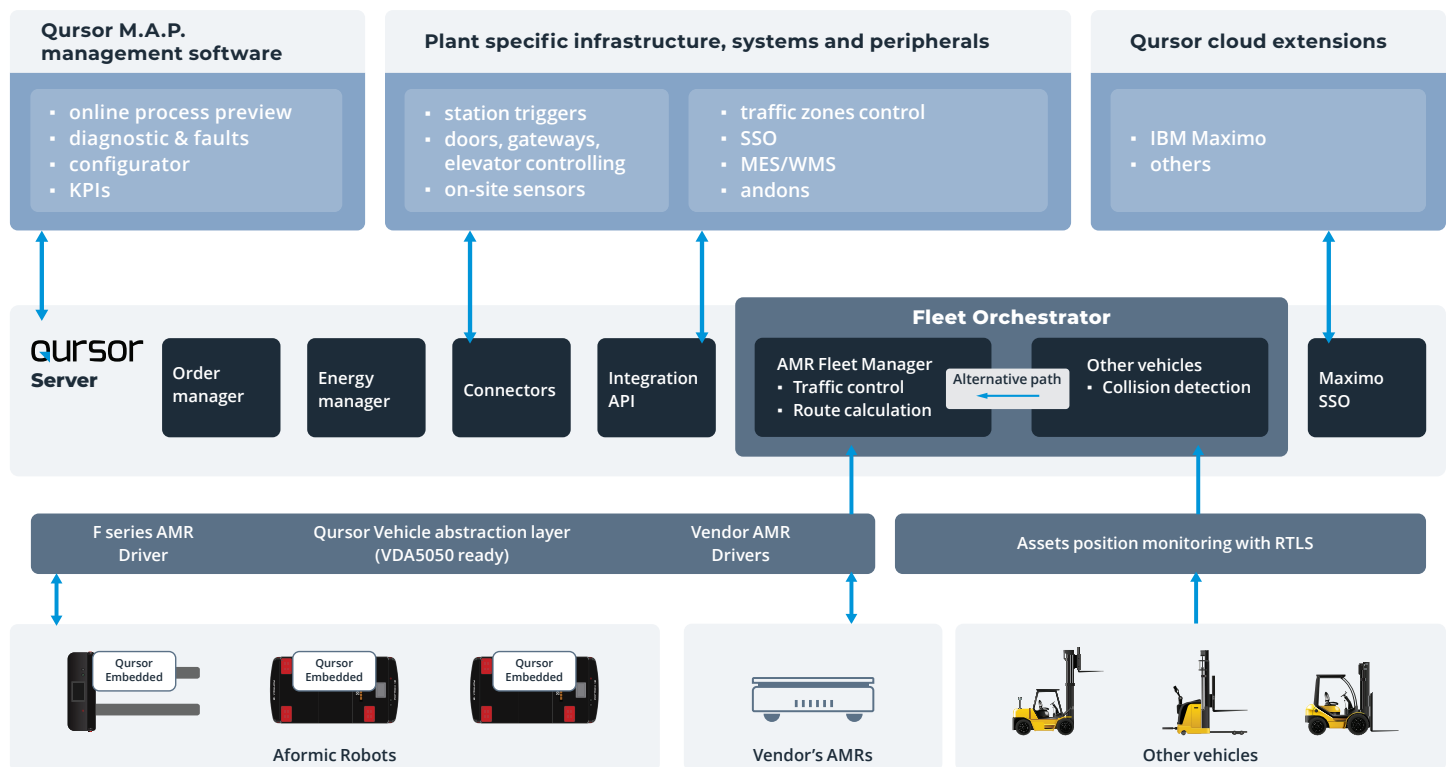 Qursor M.A.P.
management software
▪ online process preview
▪ diagnostic & faults
▪ configurator
▪ KPIs
Plant specific infrastructure, systems and peripherals
▪ station triggers
▪ doors, gateways,
elevator controlling
▪ on-site sensors
▪ traffic zones control
▪ SSO
▪ MES/WMS
▪ andons
Qursor cloud extensions
▪ IBM Maximo
▪ others
Qursor
Server
Order
manager
Energy
manager
Connectors
Integration
API
Fleet Orchestrator
AMR Fleet Manager
▪ Traffic control
▪ Route calculation
Alternative path
Other vehicles
▪ Collision detection
Maximo
SSO
F series AMR
Driver
Qursor Vehicle abstraction layer
(VDA5050 ready)
Vendor AMR
Drivers
Assets position monitoring with RTLS
Qursor
Embedded
Qursor
Embedded
Qursor
Embedded
Aformic Robots
Vendor’s AMRs
Other vehicles